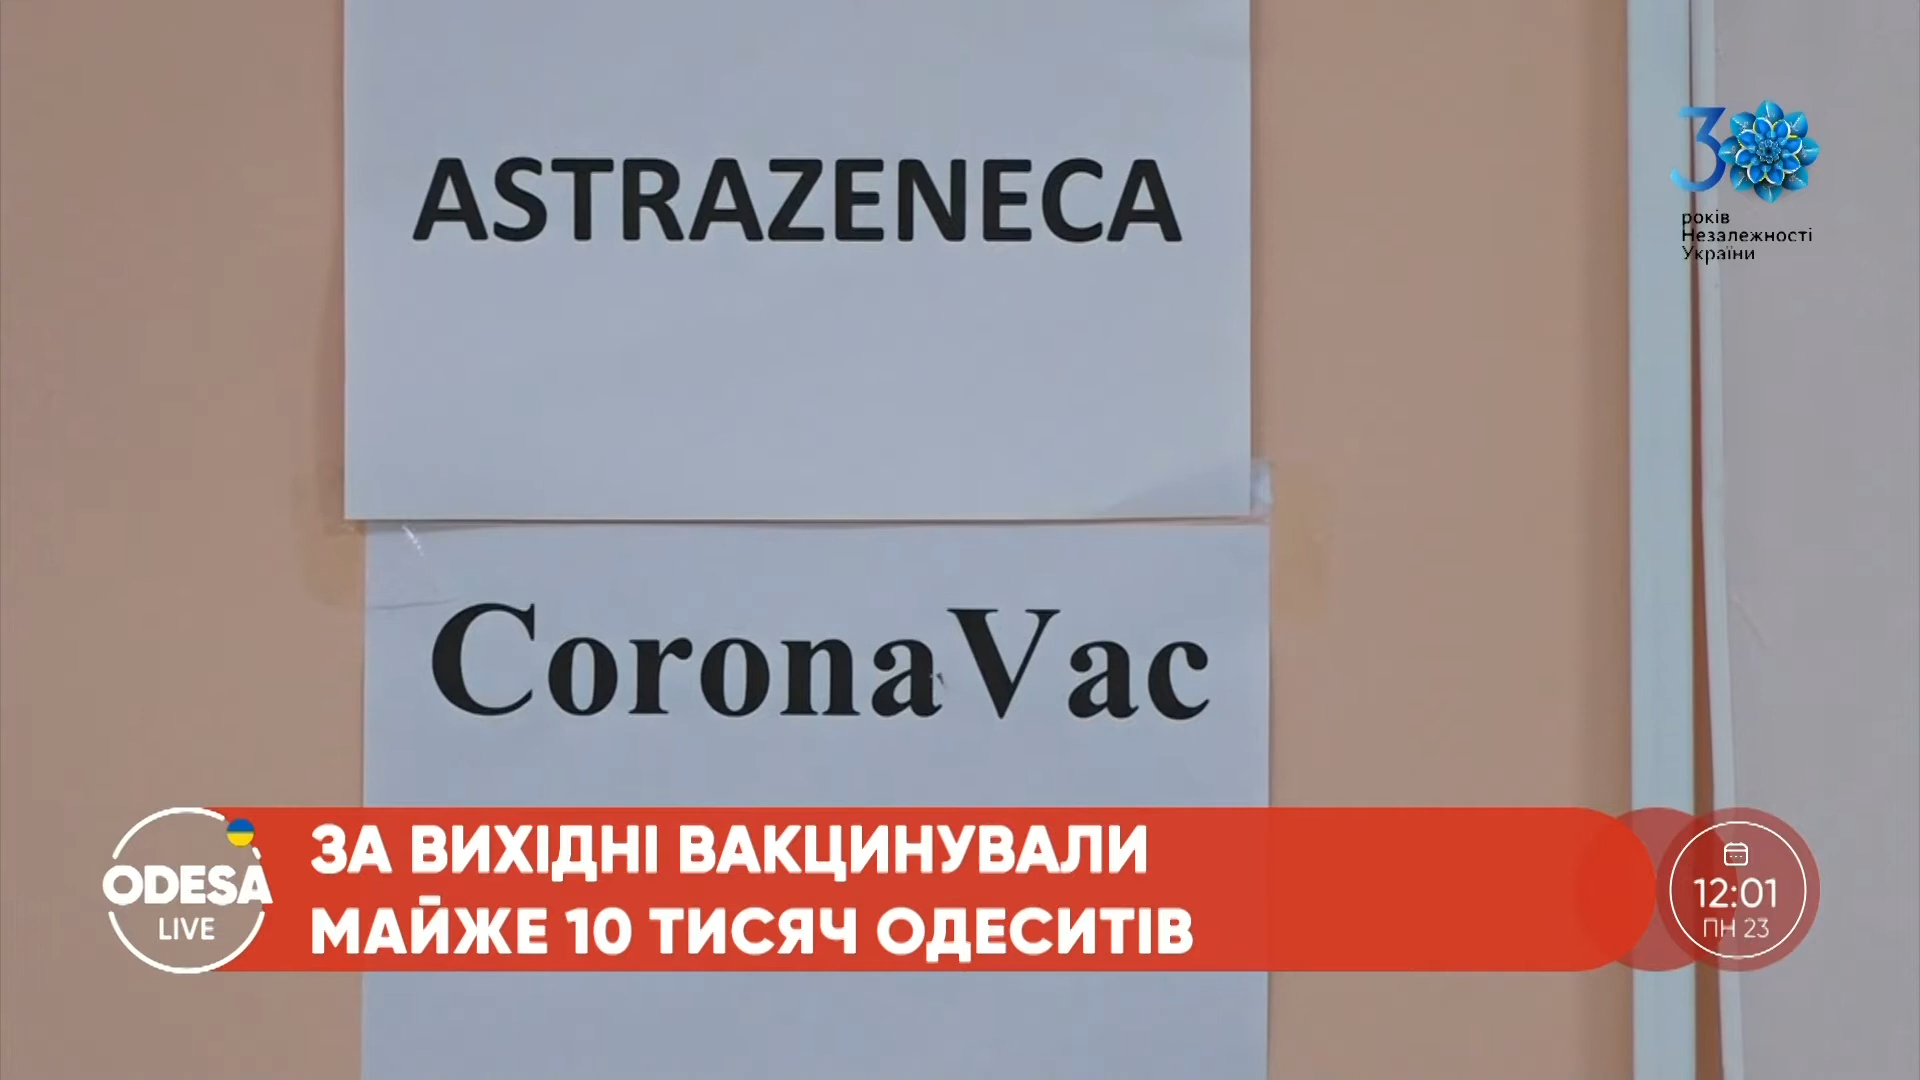 ASTRAZENECA
30
років
Незалежності
України
CoronaVac
ODESA
LIVE
ЗА ВИХІДНІ ВАКЦИНУВАЛИ
МАЙЖЕ 10 ТИСЯЧ ОДЕСИТІВ
12:01
ПН 23